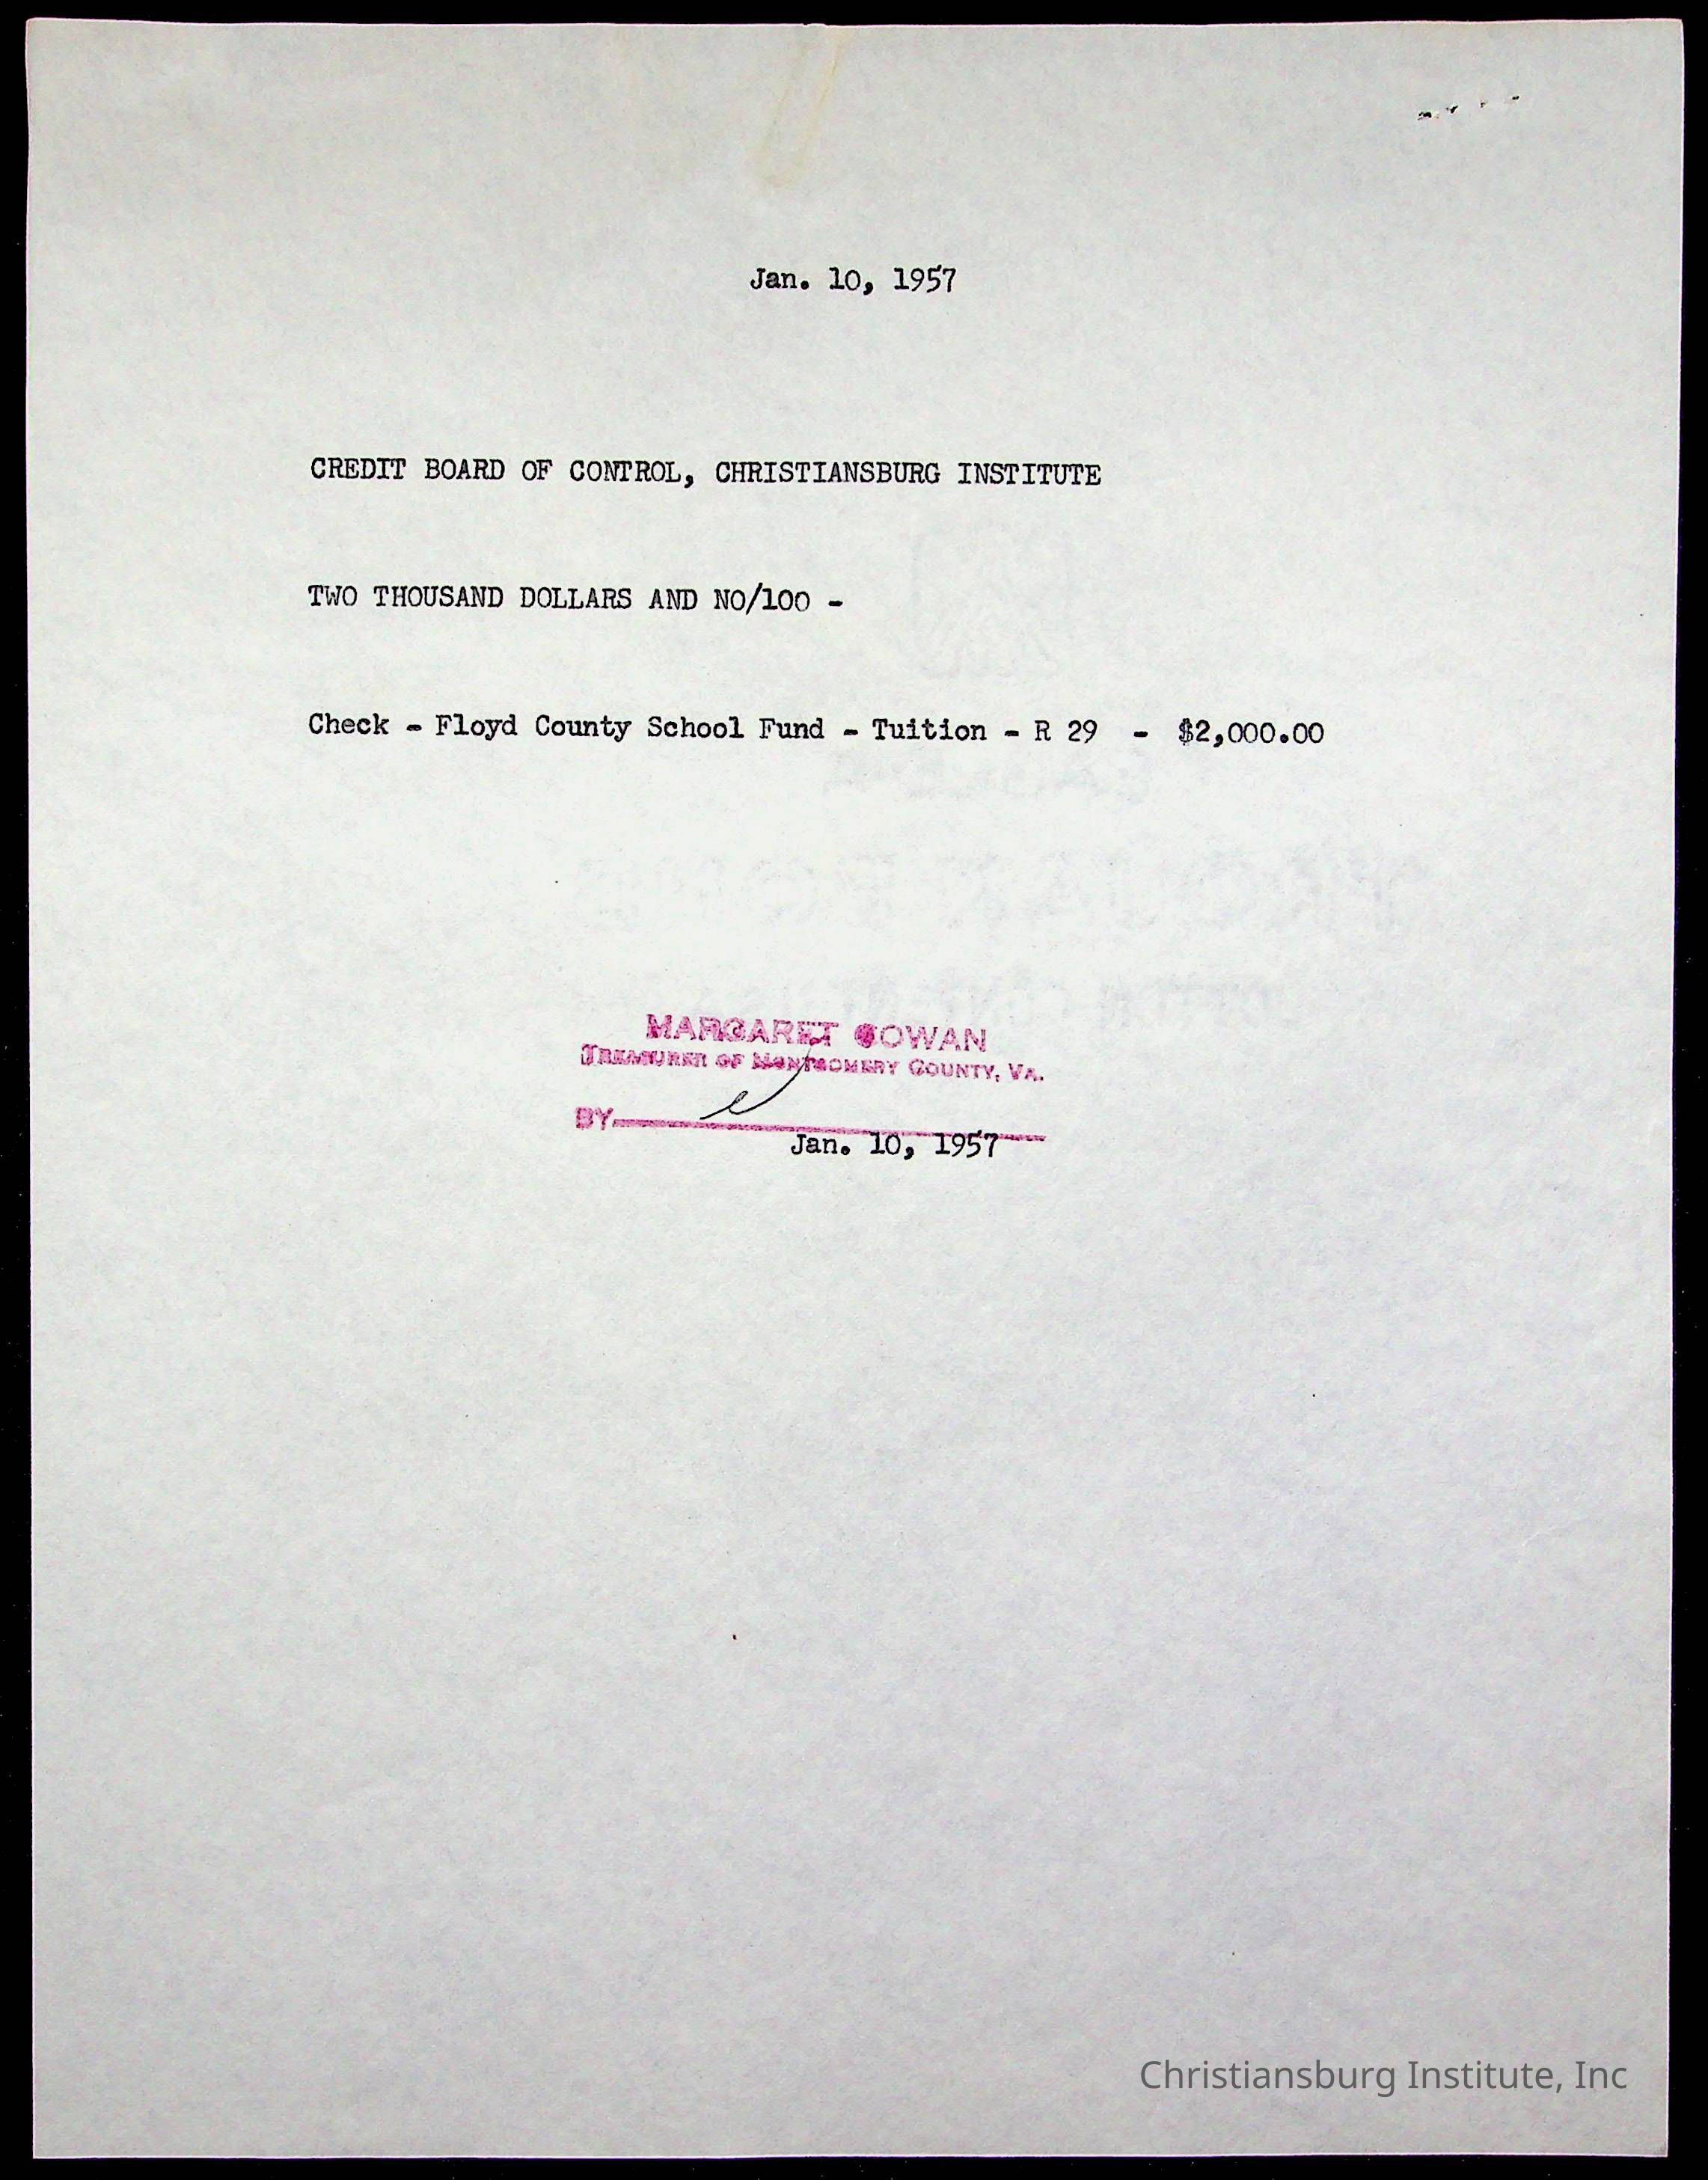 Jan. 10, 1957
CREDIT BOARD OF CONTROL, CHRISTIANSBURG INSTITUTE
TWO THOUSAND DOLLARS AND NO/100 -
Check - Floyd County School Fund - Tuition - R 29 - $2,000.00
MARGARET COWAN
TREASURER OF MONTGOMERY COUNTY, VA.
BY
Jan. 10, 1957
Christiansburg Institute, Inc